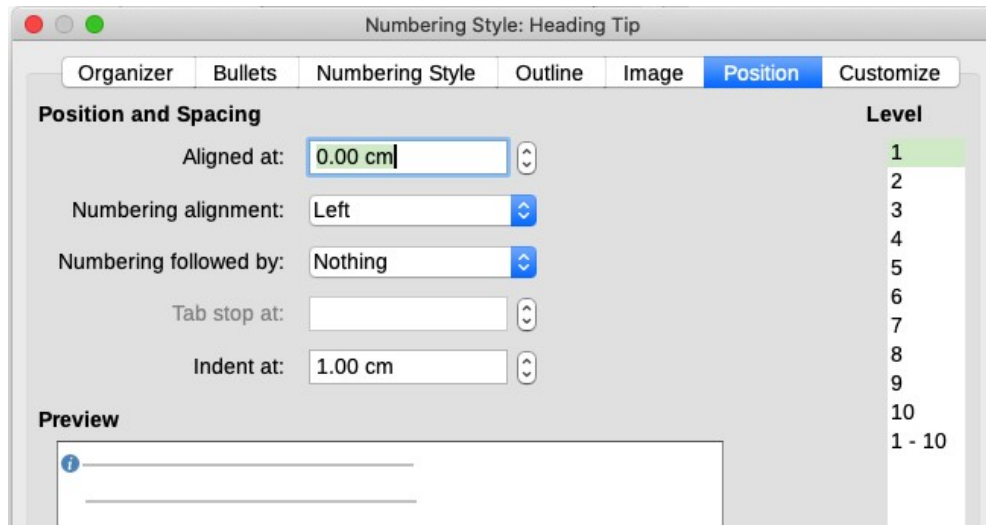 Numbering Style: Heading Tip
Organizer Bullets Numbering Style Outline Image Position Customize
Position and Spacing
Level
Aligned at: 0.00 cm
Numbering alignment: Left
Numbering followed by: Nothing
Tab stop at:
Indent at: 1.00 cm
1
2
3
4
5
6
7
8
9
10
1 - 10
Preview
i